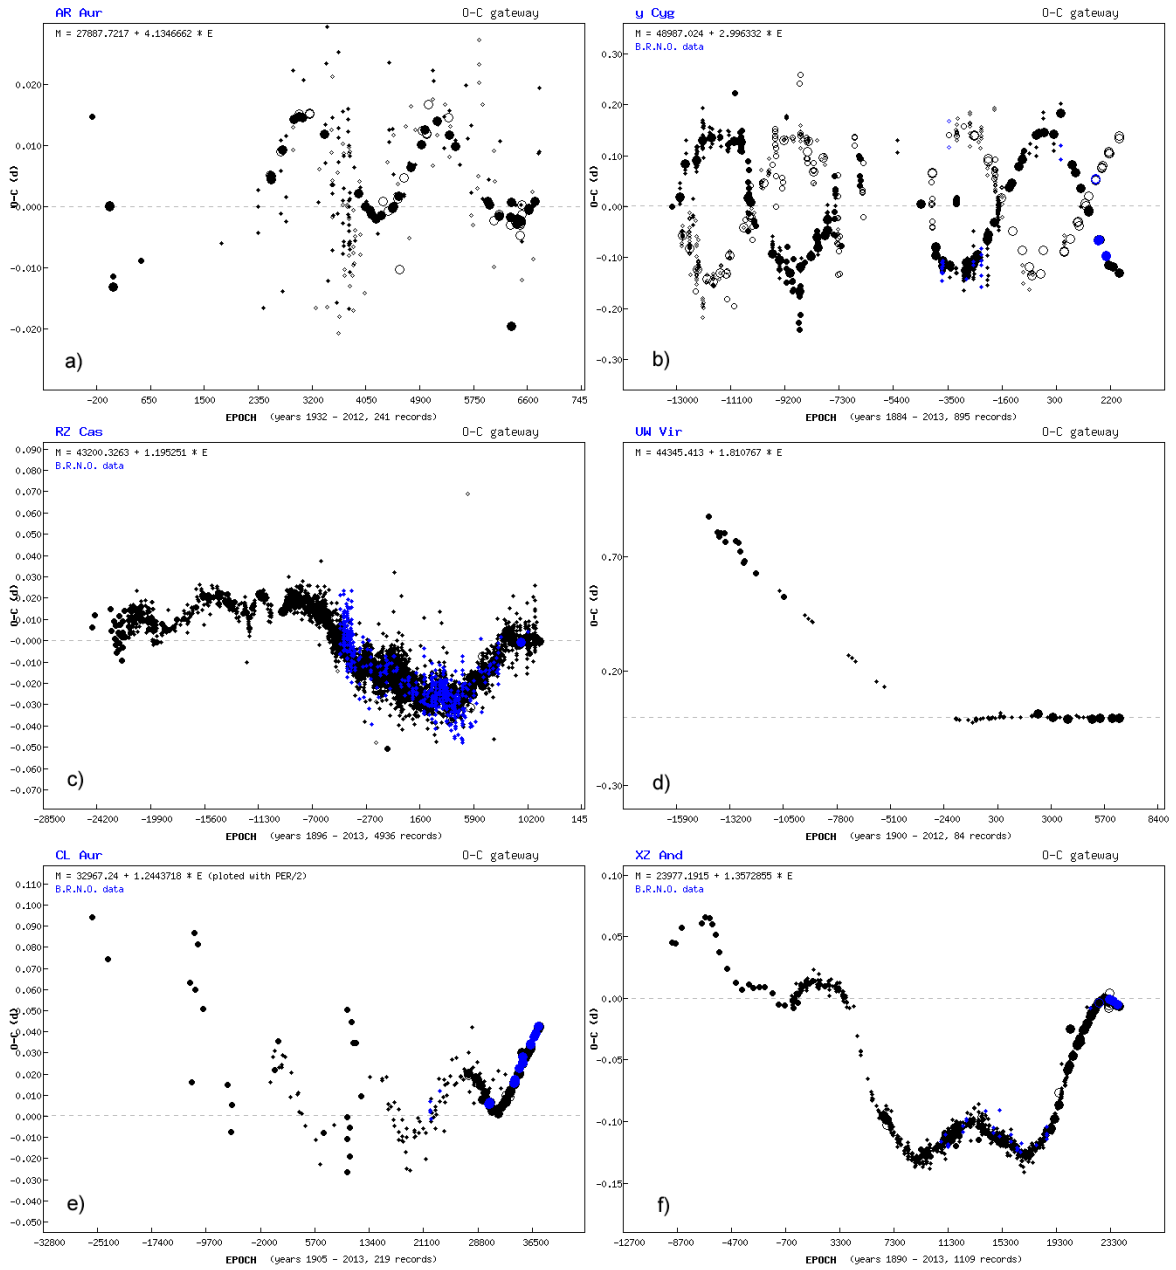 AR Aur O-C gateway
M = 27887.7217 + 4.1346662 * E
0.020
0.010
0.000
-0.010
-0.020
O-C (d)
a)
-200 650 1500 2350 3200 4050 4900 5750 6600 745
EPOCH (years 1932 - 2012, 241 records)
y Cyg O-C gateway
M = 48987.024 + 2.996332 * E
B.R.N.O. data
0.30
0.20
0.10
-0.00
-0.10
-0.20
-0.30
O-C (d)
b)
-13000 -11100 -9200 -7300 -5400 -3500 -1600 300 2200
EPOCH (years 1884 - 2013, 895 records)
RZ Cas O-C gateway
M = 43200.3263 + 1.195251 * E
B.R.N.O. data
0.090
0.080
0.070
0.060
0.050
0.040
0.030
0.020
0.010
-0.000
-0.010
-0.020
-0.030
-0.040
-0.050
-0.060
-0.070
O-C (d)
c)
-28500 -24200 -19900 -15600 -11300 -7000 -2700 1600 5900 10200 145
EPOCH (years 1896 - 2013, 4936 records)
UW Vir O-C gateway
M = 44345.413 + 1.810767 * E
0.70
0.20
-0.30
O-C (d)
d)
-15900 -13200 -10500 -7800 -5100 -2400 300 3000 5700 8400
EPOCH (years 1900 - 2012, 84 records)
CL Aur O-C gateway
M = 32967.24 + 1.2443718 * E (ploted with PER/2)
B.R.N.O. data
0.110
0.100
0.090
0.080
0.070
0.060
0.050
0.040
0.030
0.020
0.010
0.000
-0.010
-0.020
-0.030
-0.040
-0.050
O-C (d)
e)
-32800 -25100 -17400 -9700 -2000 5700 13400 21100 28800 36500
EPOCH (years 1905 - 2013, 219 records)
XZ And O-C gateway
M = 23977.1915 + 1.3572855 * E
B.R.N.O. data
0.10
0.05
-0.00
-0.05
-0.10
-0.15
O-C (d)
f)
-12700 -8700 -4700 -700 3300 7300 11300 15300 19300 23300
EPOCH (years 1890 - 2013, 1109 records)